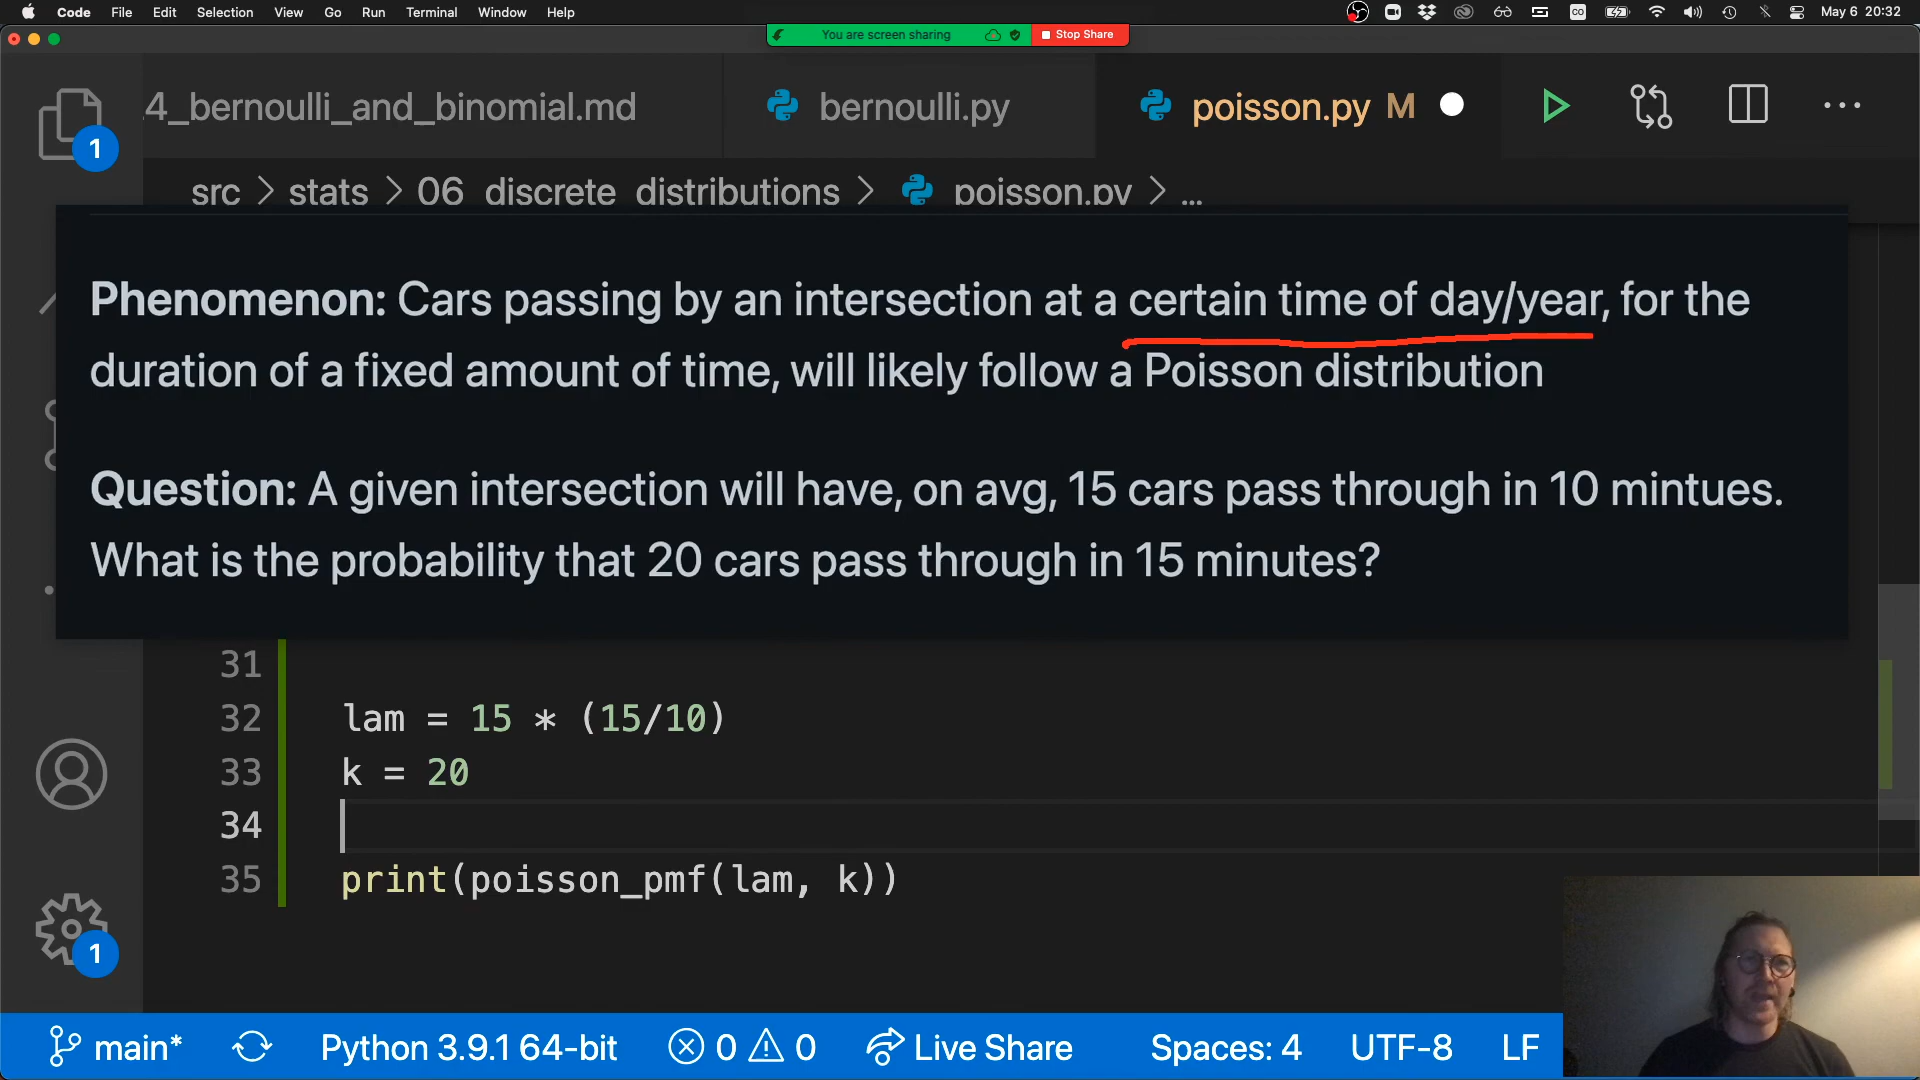 Code File Edit Selection View Go Run Terminal Window Help May 6 20:32
You are screen sharing Stop Share
4_bernoulli_and_binomial.md bernoulli.py poisson.py M
1
src > stats > 06_discrete_distributions > poisson.py > ...
Phenomenon: Cars passing by an intersection at a certain time of day/year, for the
duration of a fixed amount of time, will likely follow a Poisson distribution
Question: A given intersection will have, on avg, 15 cars pass through in 10 mintues.
What is the probability that 20 cars pass through in 15 minutes?
31
32 lam = 15 * (15/10)
33 k = 20
34
35 print(poisson_pmf(lam, k))
1
main* Python 3.9.1 64-bit 0 0 Live Share Spaces: 4 UTF-8 LF